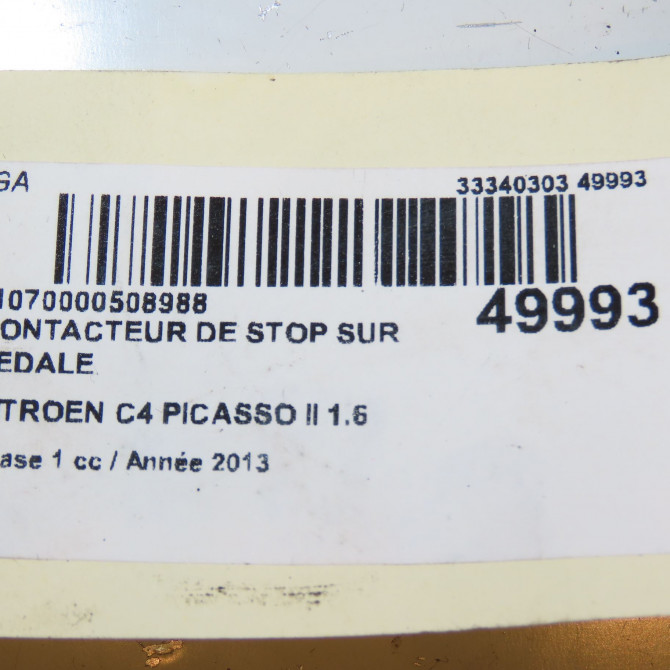 GA
33340303 49993
1070000508988
49993
ONTACTEUR DE STOP SUR
EDALE
TROEN C4 PICASSO II 1.6
ase 1 cc / Année 2013